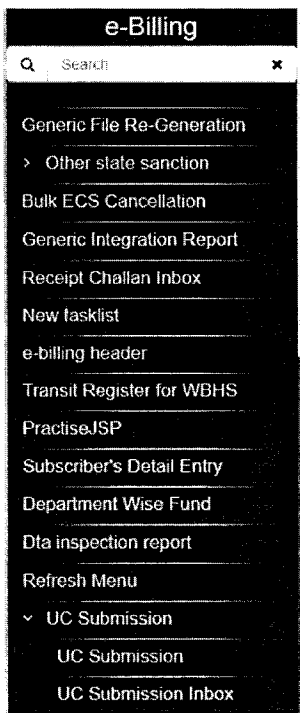 e-Billing
Search
Generic File Re-Generation
Other state sanction
Bulk ECS Cancellation
Generic Integration Report
Receipt Challan Inbox
New tasklist
e-billing header
Transit Register for WBHS
PractiseJSP
Subscriber's Detail Entry
Department Wise Fund
Dta inspection report
Refresh Menu
UC Submission
UC Submission
UC Submission Inbox